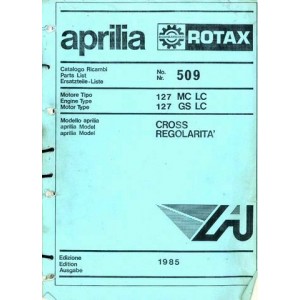 aprilia ROTAX
Catalogo Ricambi
Parts List
Ersatzteile-Liste
No.
Nr. 509
Motore Tipo
Engine Type
Motor Type
127 MC LC
127 GS LC
Modello aprilia
aprilia Model
aprilia Model
CROSS
REGOLARITA'
Edizione
Edition
Ausgabe
1985